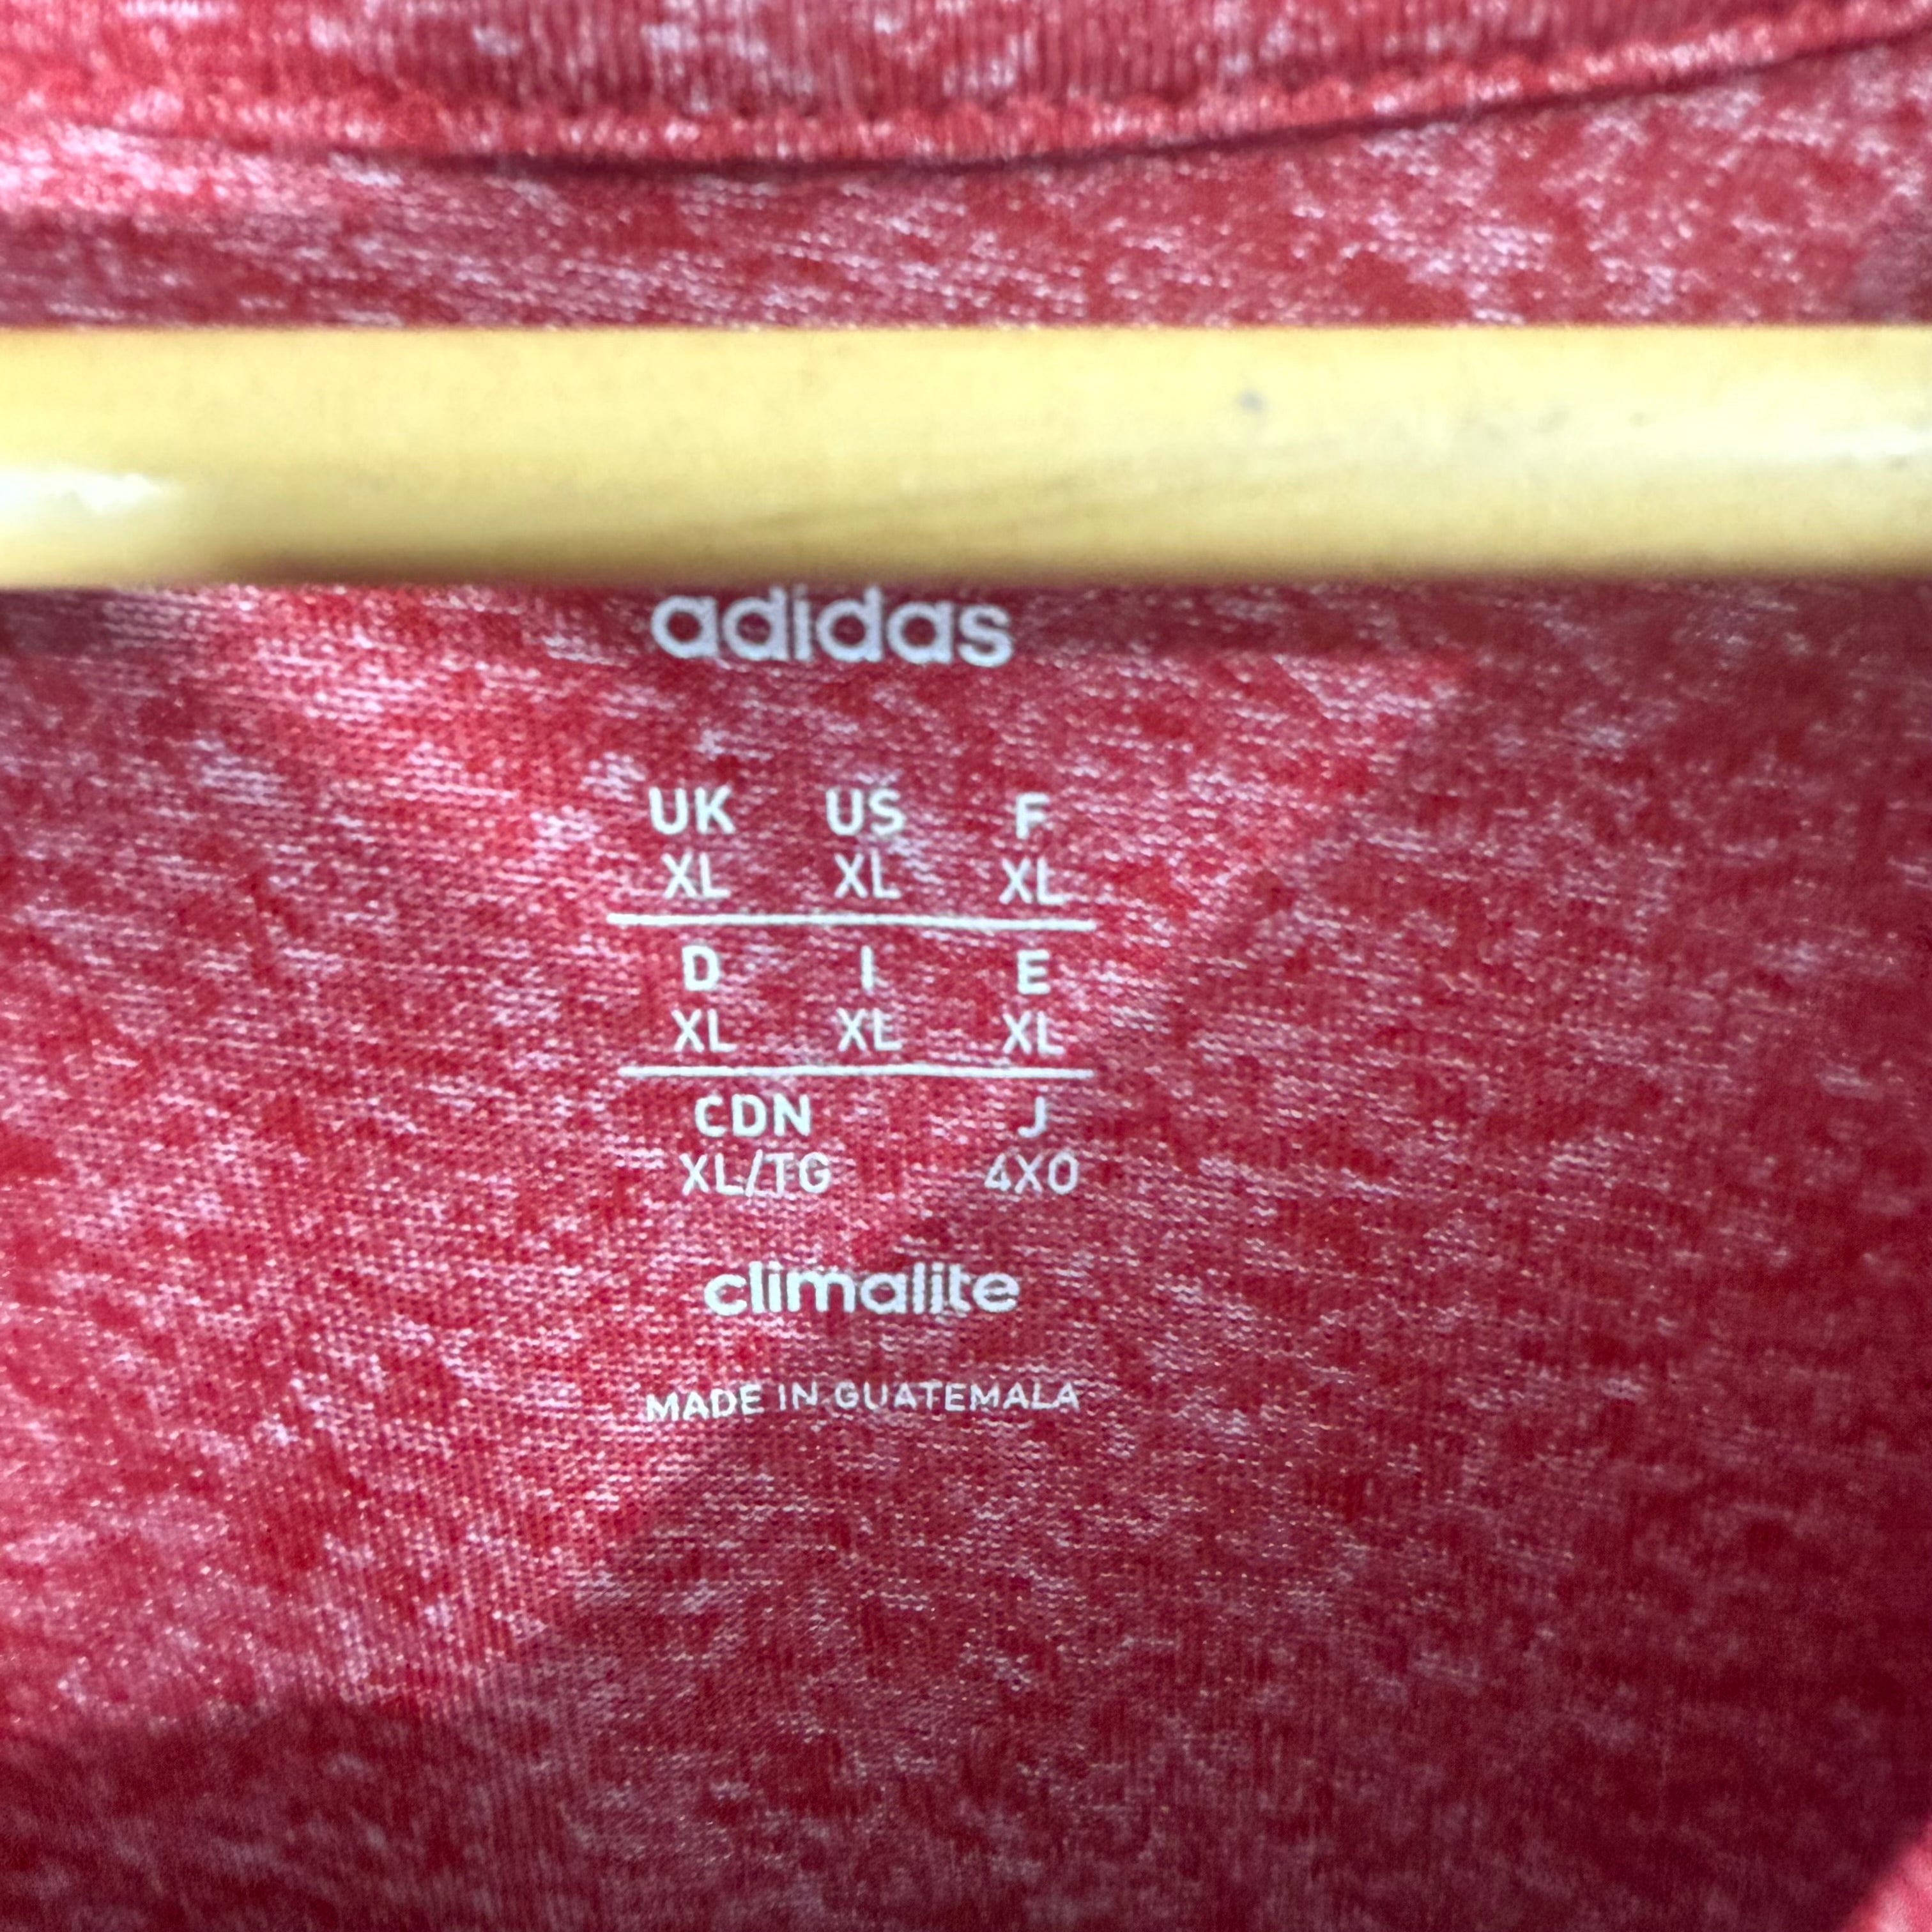 adidas
UK US F
XL XL XL
D I E
XL XL XL
CDN J
XL/TG 4XO
climalite
MADE IN GUATEMALA